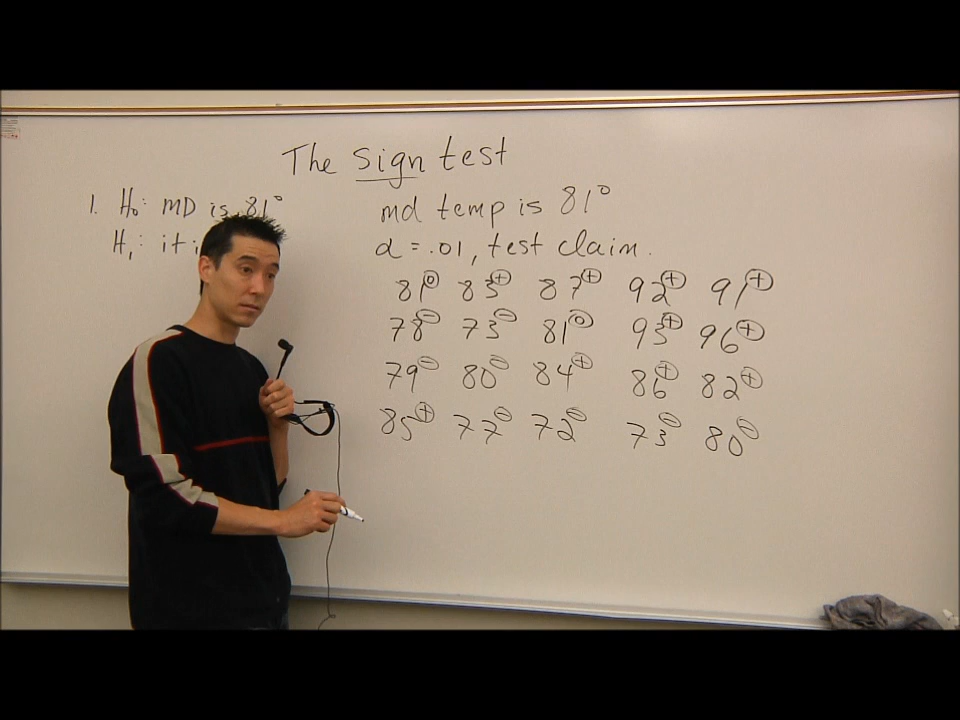 The sign test
1. H₀: MD is 81°
H₁: it i
md temp is 81°
α = .01, test claim.
81⓪ 83⊕ 87⊕ 92⊕ 91⊕
78⊖ 73⊖ 81⓪ 93⊕ 96⊕
79⊖ 80⊖ 84⊕ 86⊕ 82⊕
85⊕ 77⊖ 72⊖ 73⊖ 80⊖